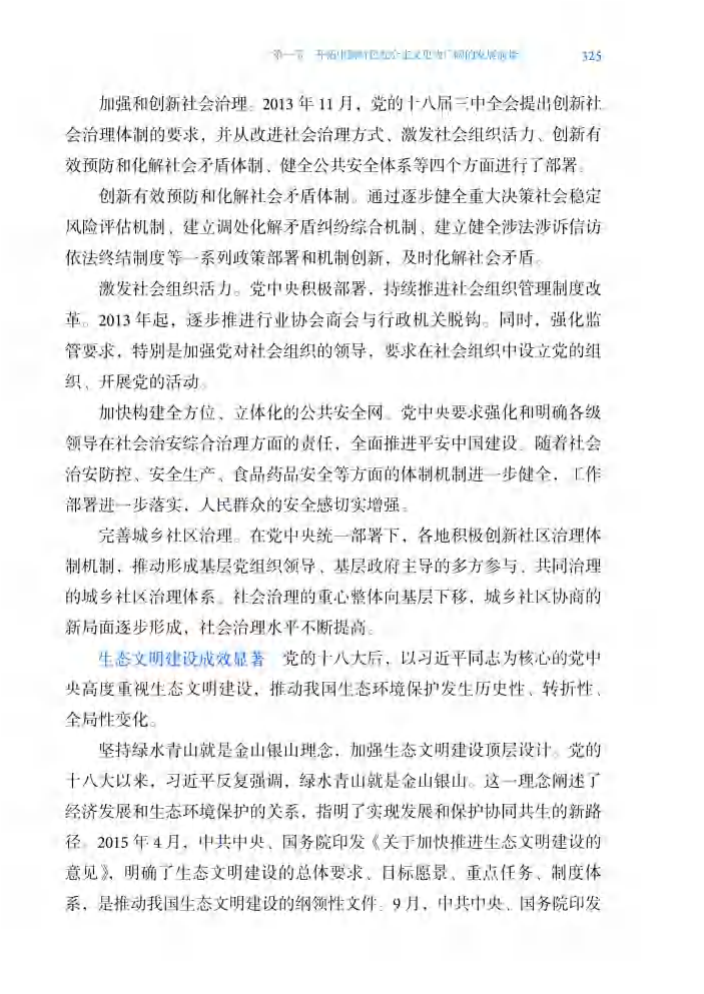 第一节 开拓中国特色社会主义更为广阔的发展前景 325
加强和创新社会治理。2013 年 11 月，党的十八届三中全会提出创新社
会治理体制的要求，并从改进社会治理方式、激发社会组织活力、创新有
效预防和化解社会矛盾体制、健全公共安全体系等四个方面进行了部署。
创新有效预防和化解社会矛盾体制。通过逐步健全重大决策社会稳定
风险评估机制、建立调处化解矛盾纠纷综合机制、建立健全涉法涉诉信访
依法终结制度等一系列政策部署和机制创新，及时化解社会矛盾。
激发社会组织活力。党中央积极部署，持续推进社会组织管理制度改
革。2013 年起，逐步推进行业协会商会与行政机关脱钩。同时，强化监
管要求，特别是加强党对社会组织的领导，要求在社会组织中设立党的组
织、开展党的活动。
加快构建全方位、立体化的公共安全网。党中央要求强化和明确各级
领导在社会治安综合治理方面的责任，全面推进平安中国建设。随着社会
治安防控、安全生产、食品药品安全等方面的体制机制进一步健全，工作
部署进一步落实，人民群众的安全感切实增强。
完善城乡社区治理。在党中央统一部署下，各地积极创新社区治理体
制机制，推动形成基层党组织领导、基层政府主导的多方参与、共同治理
的城乡社区治理体系。社会治理的重心整体向基层下移，城乡社区协商的
新局面逐步形成，社会治理水平不断提高。
生态文明建设成效显著 党的十八大后，以习近平同志为核心的党中
央高度重视生态文明建设，推动我国生态环境保护发生历史性、转折性、
全局性变化。
坚持绿水青山就是金山银山理念，加强生态文明建设顶层设计。党的
十八大以来，习近平反复强调，绿水青山就是金山银山。这一理念阐述了
经济发展和生态环境保护的关系，指明了实现发展和保护协同共生的新路
径。2015 年 4 月，中共中央、国务院印发《关于加快推进生态文明建设的
意见》，明确了生态文明建设的总体要求、目标愿景、重点任务、制度体
系，是推动我国生态文明建设的纲领性文件。9 月，中共中央、国务院印发